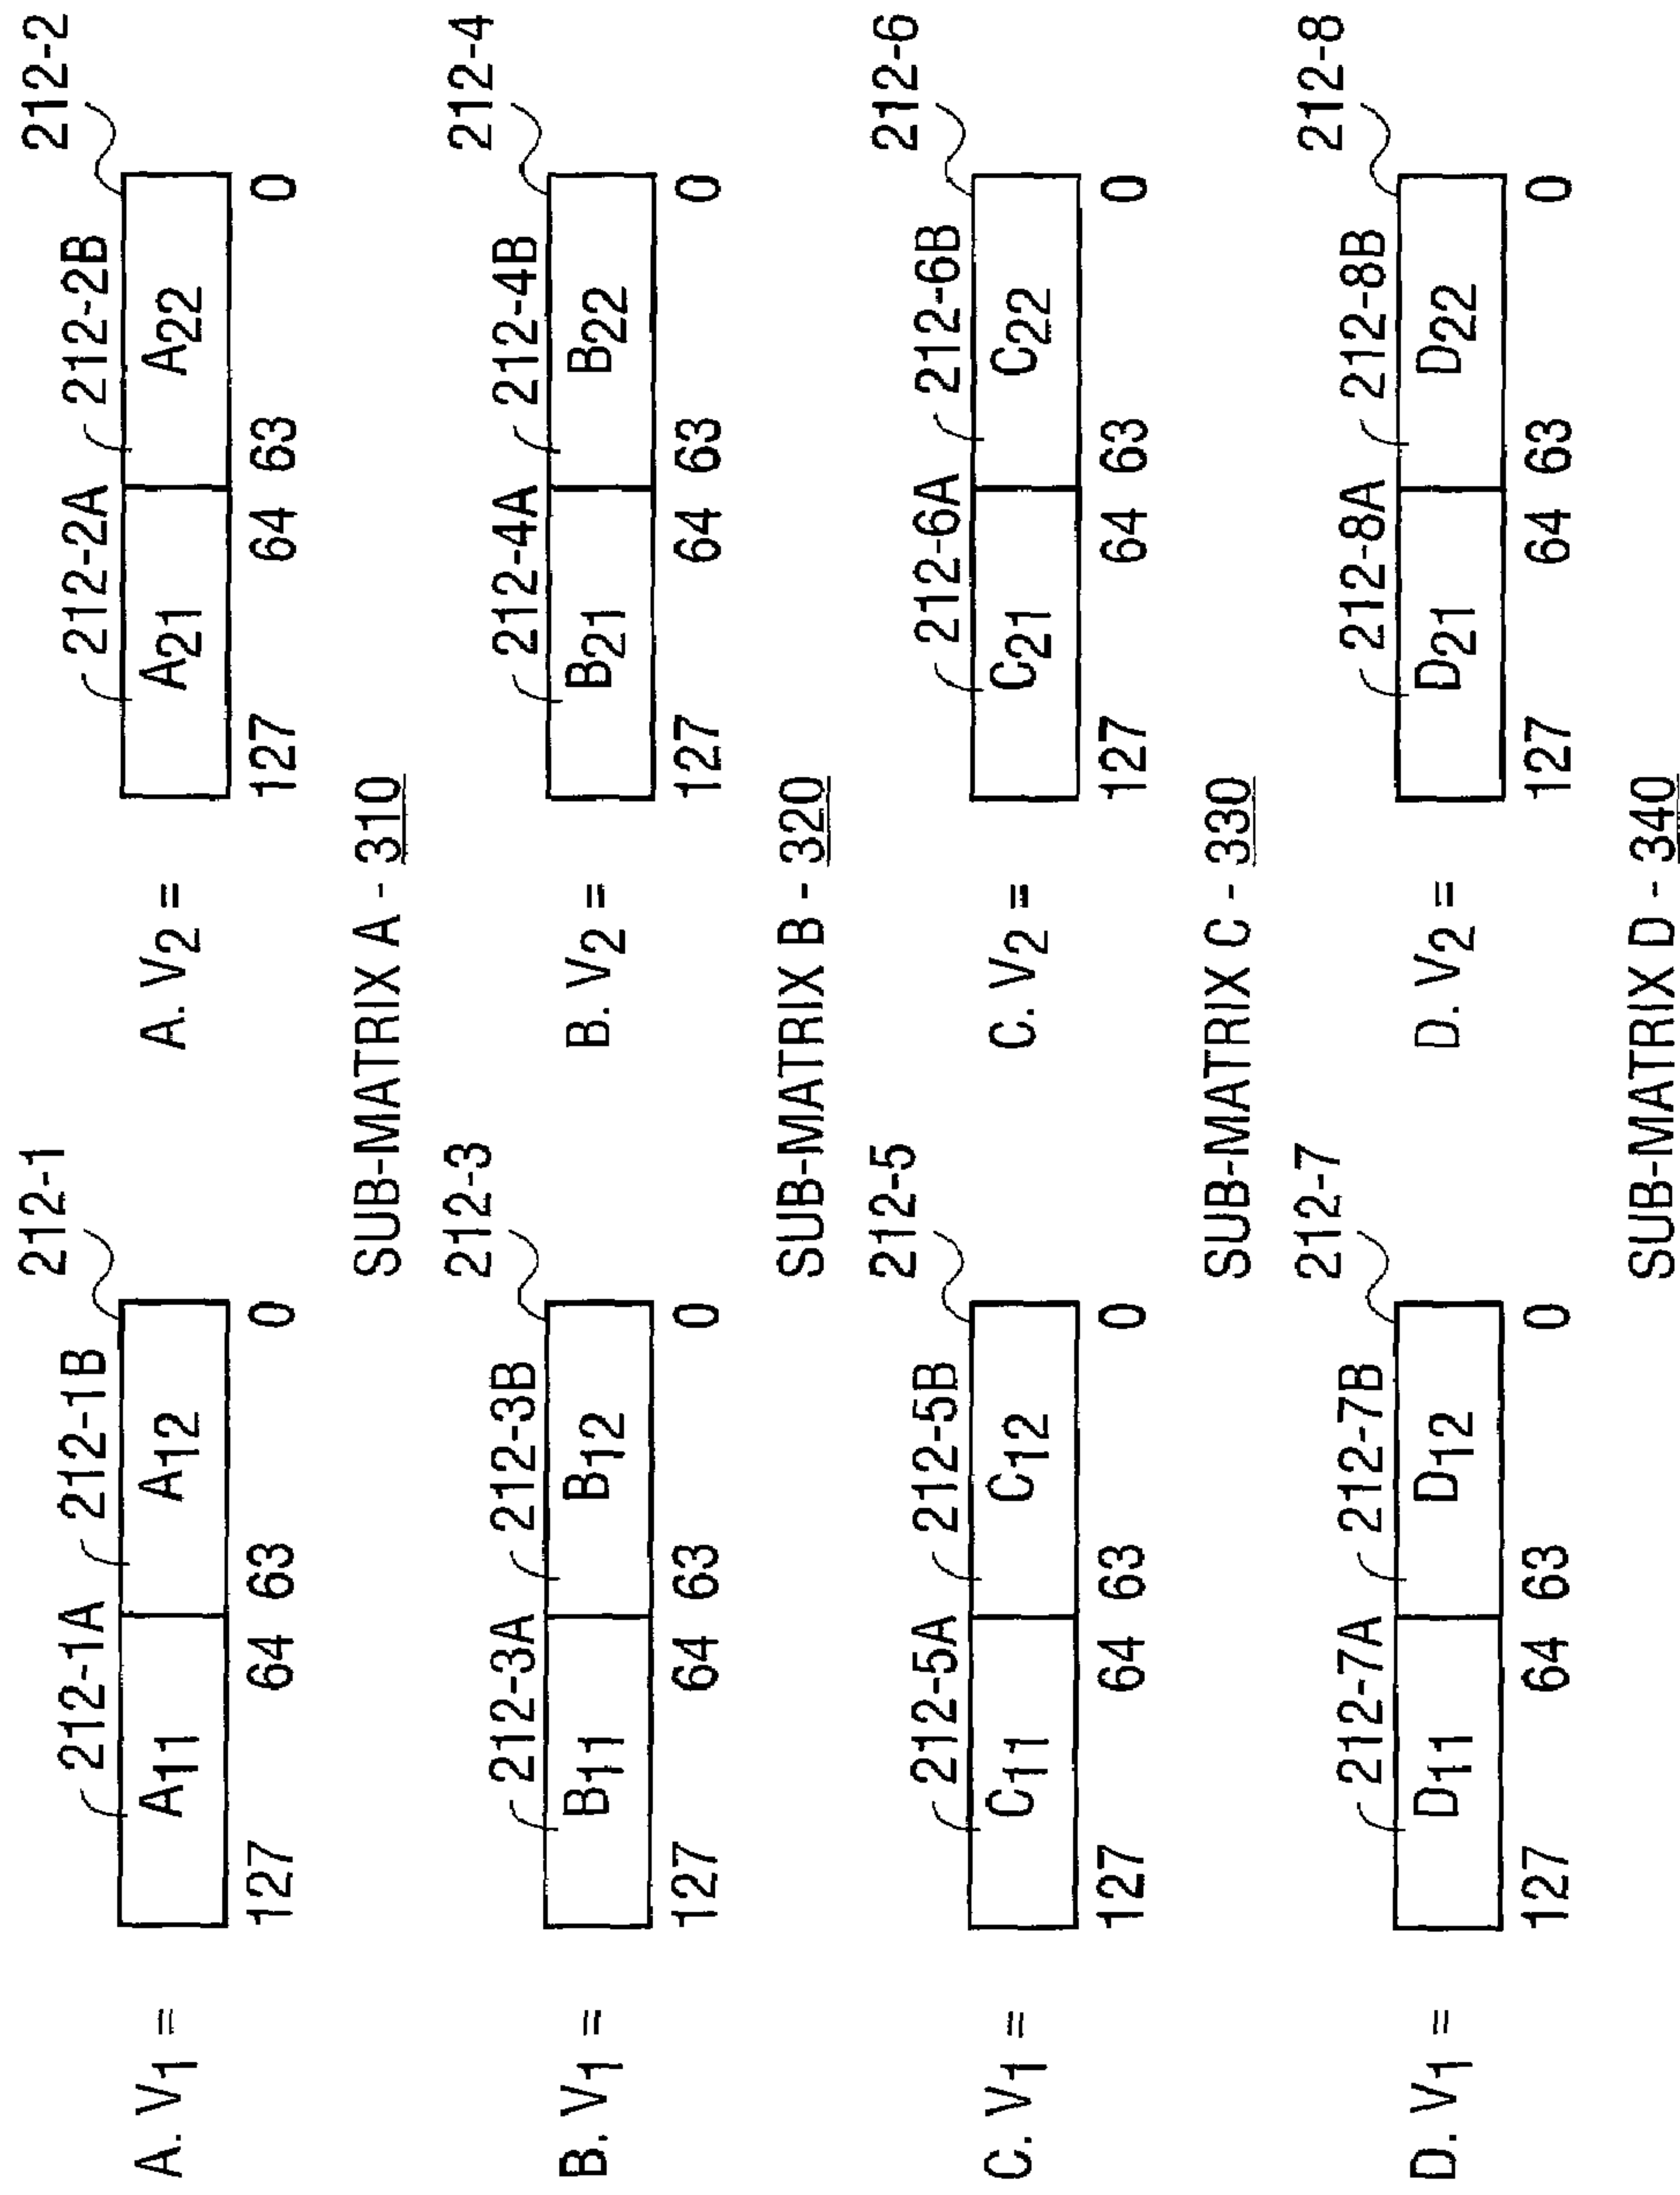 212-1 212-2
212-1A 212-1B 212-2A 212-2B
A. V1 = A11 A12 A. V2 = A21 A22
127 64 63 0 127 64 63 0
SUB-MATRIX A - 310
212-3 212-4
212-3A 212-3B 212-4A 212-4B
B. V1 = B11 B12 B. V2 = B21 B22
127 64 63 0 127 64 63 0
SUB-MATRIX B - 320
212-5 212-6
212-5A 212-5B 212-6A 212-6B
C. V1 = C11 C12 C. V2 = C21 C22
127 64 63 0 127 64 63 0
SUB-MATRIX C - 330
212-7 212-8
212-7A 212-7B 212-8A 212-8B
D. V1 = D11 D12 D. V2 = D21 D22
127 64 63 0 127 64 63 0
SUB-MATRIX D - 340